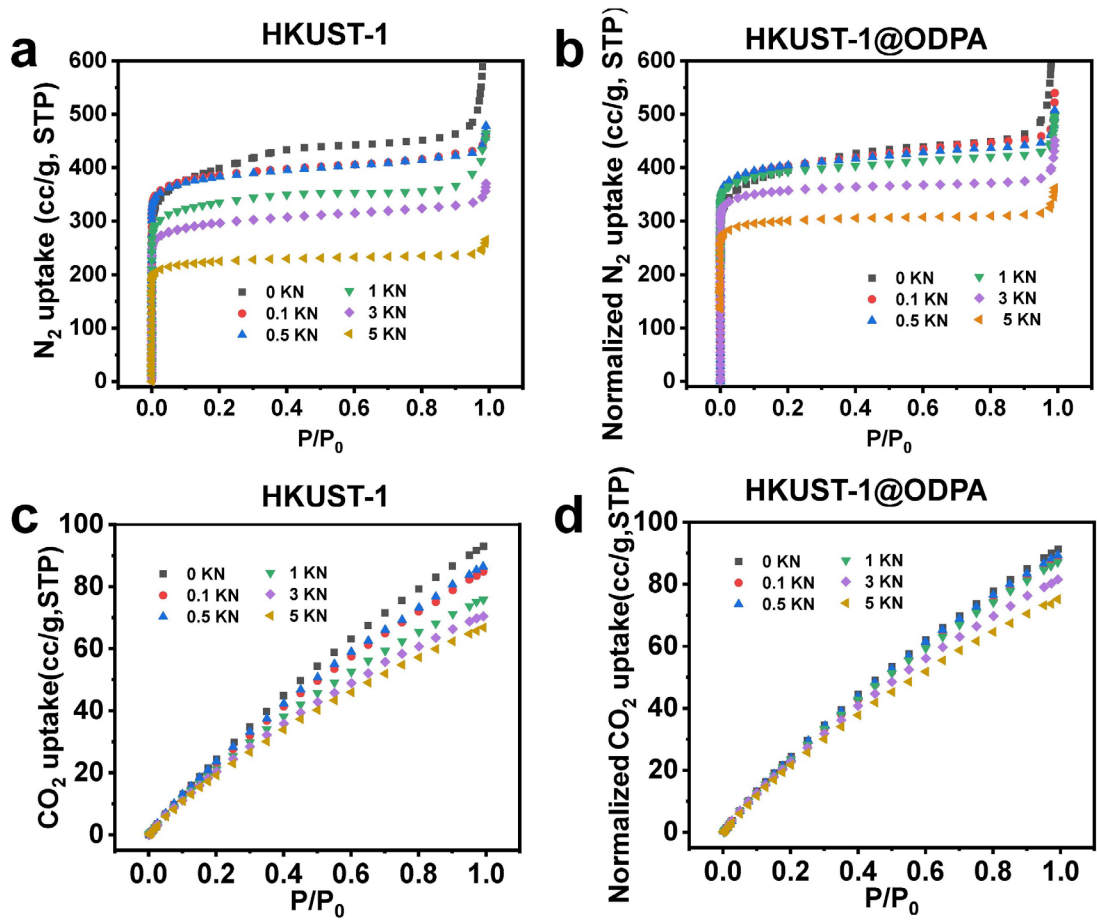 a
HKUST-1
N₂ uptake (cc/g, STP)
600
500
400
300
200
100
0
0 KN
0.1 KN
0.5 KN
1 KN
3 KN
5 KN
0.0 0.2 0.4 0.6 0.8 1.0
P/P₀
b
HKUST-1@ODPA
Normalized N₂ uptake (cc/g, STP)
600
500
400
300
400
100
0
0 KN
0.1 KN
0.5 KN
1 KN
3 KN
5 KN
0.0 0.2 0.4 0.6 0.8 1.0
P/P₀
c
HKUST-1
CO₂ uptake(cc/g,STP)
100
80
60
40
20
0
0 KN
0.1 KN
0.5 KN
1 KN
3 KN
5 KN
0.0 0.2 0.4 0.6 0.8 1.0
P/P₀
d
HKUST-1@ODPA
Normalized CO₂ uptake(cc/g,STP)
100
80
60
40
20
0
0 KN
0.1 KN
0.5 KN
1 KN
3 KN
5 KN
0.0 0.2 0.4 0.6 0.8 1.0
P/P₀